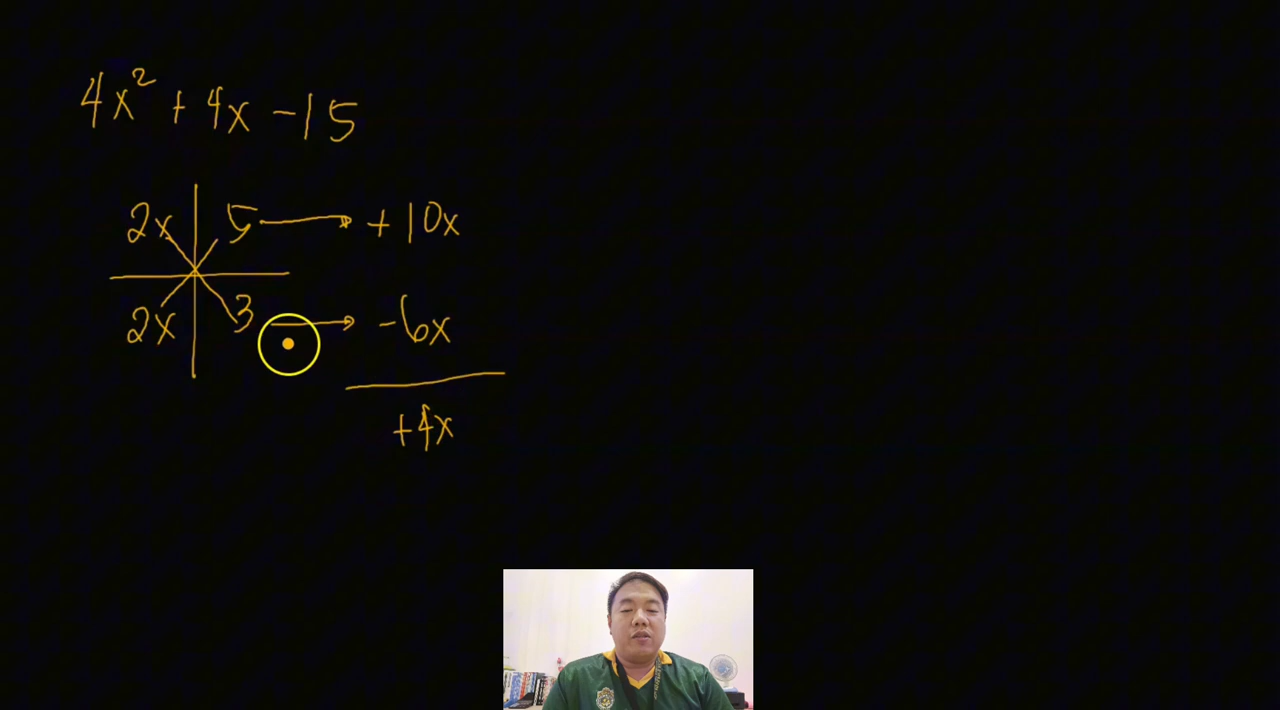 4x² + 4x - 15
2x 5 + 10x
2x 3 - 6x
+4x